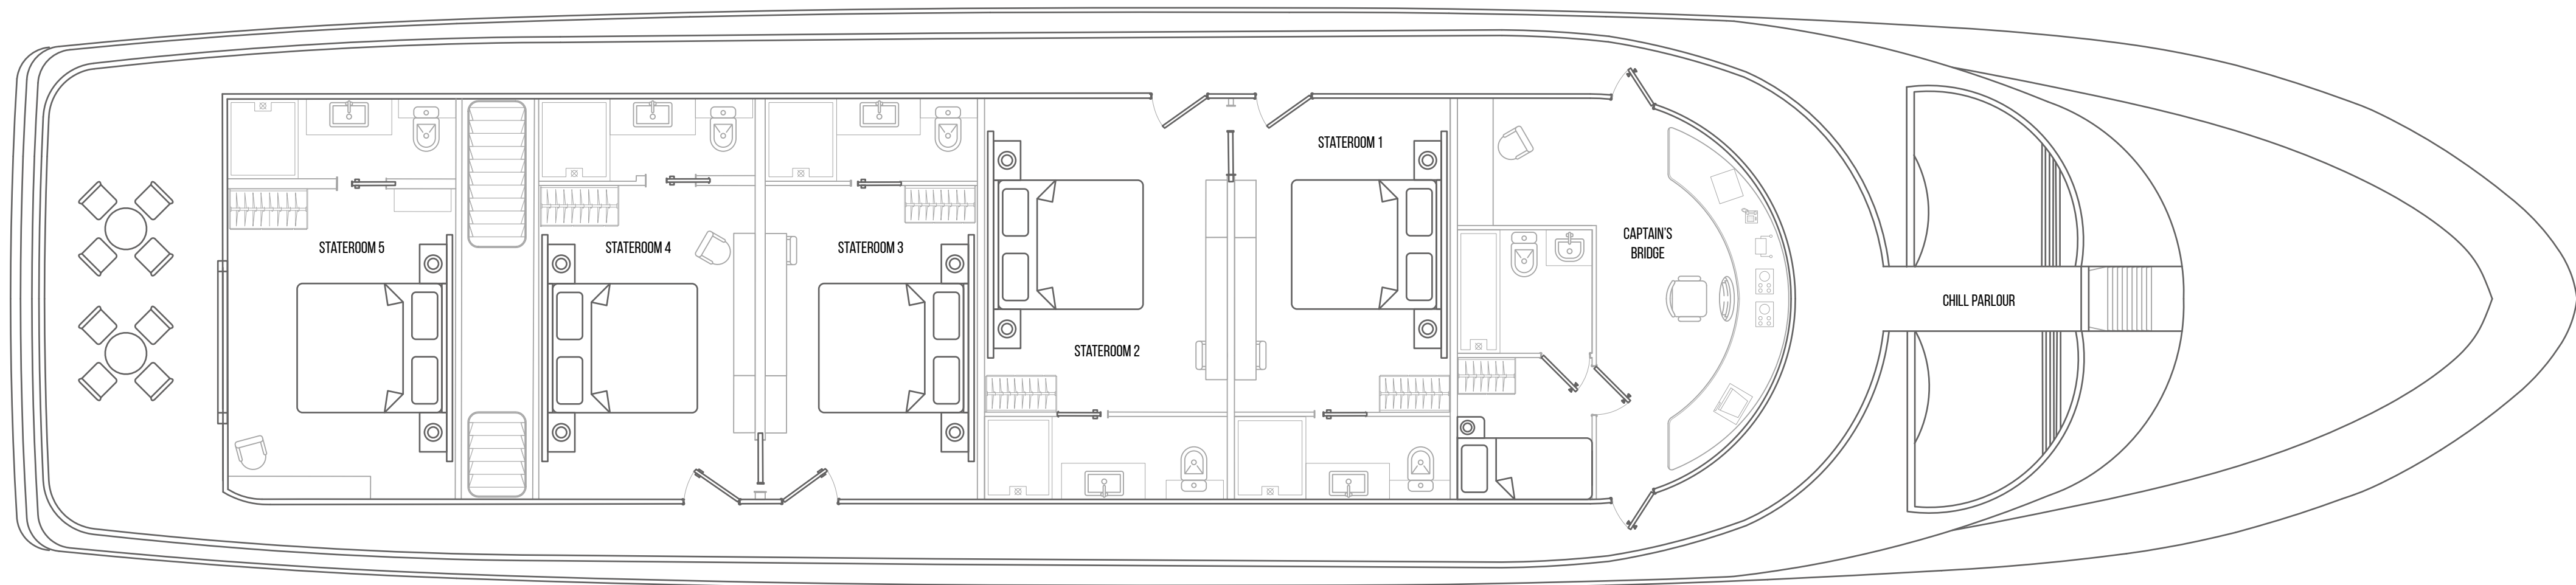 STATEROOM 5
STATEROOM 4
STATEROOM 3
STATEROOM 2
STATEROOM 1
CAPTAIN'S
BRIDGE
CHILL PARLOUR